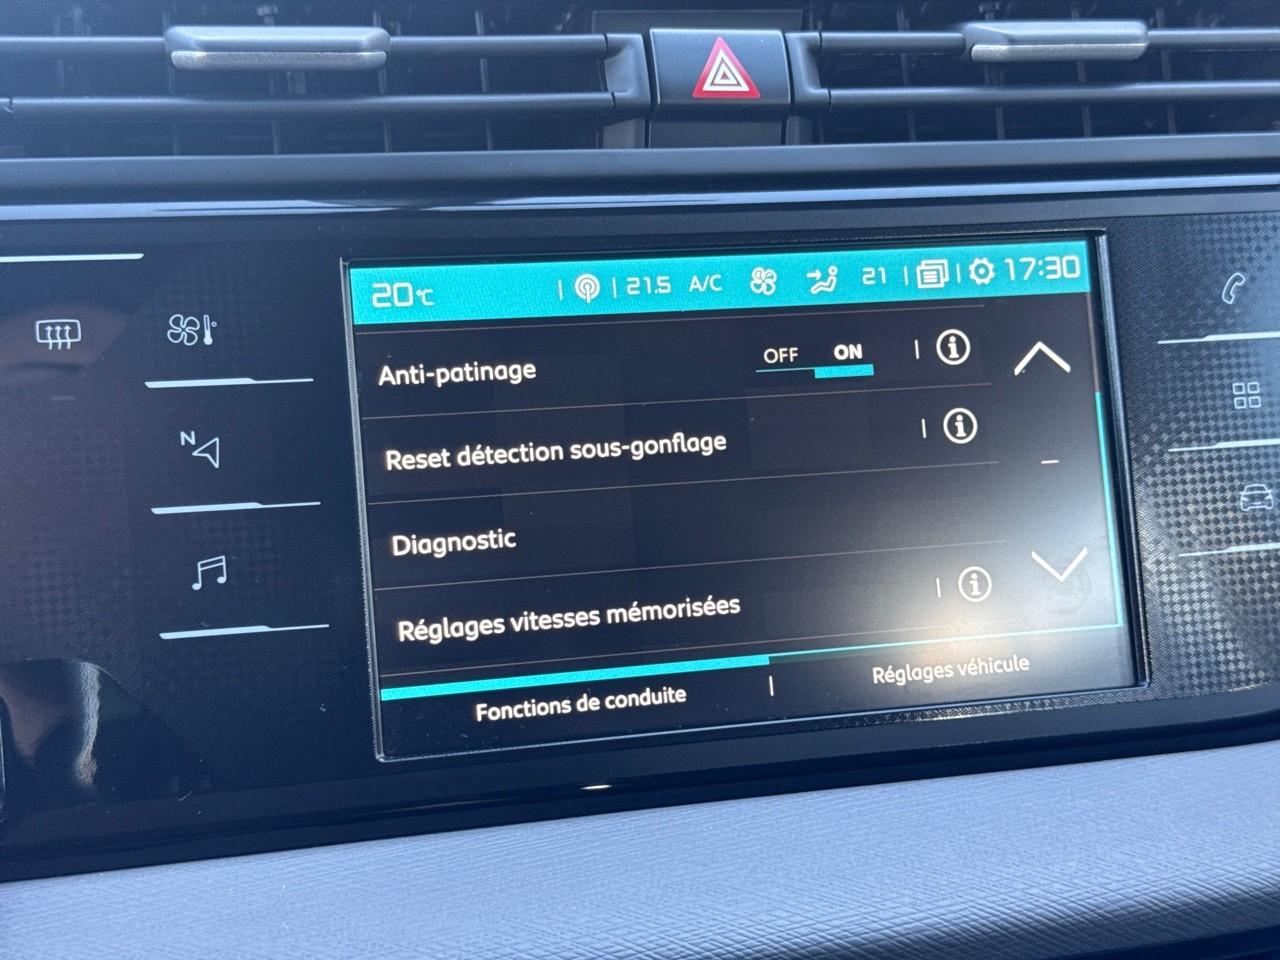 20°C | | 21.5 A/C 21 | | 17:30
Anti-patinage OFF ON |
Reset détection sous-gonflage |
Diagnostic
Réglages vitesses mémorisées |
Fonctions de conduite | Réglages véhicule
N